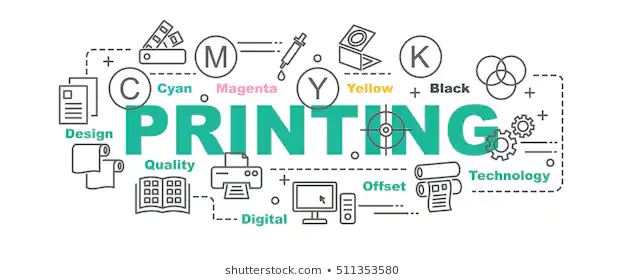 M
K
C
Cyan
Magenta
Y
Yellow
Black
PRINTING
Design
Quality
Technology
Offset
Digital
shutterstock.com • 511353580